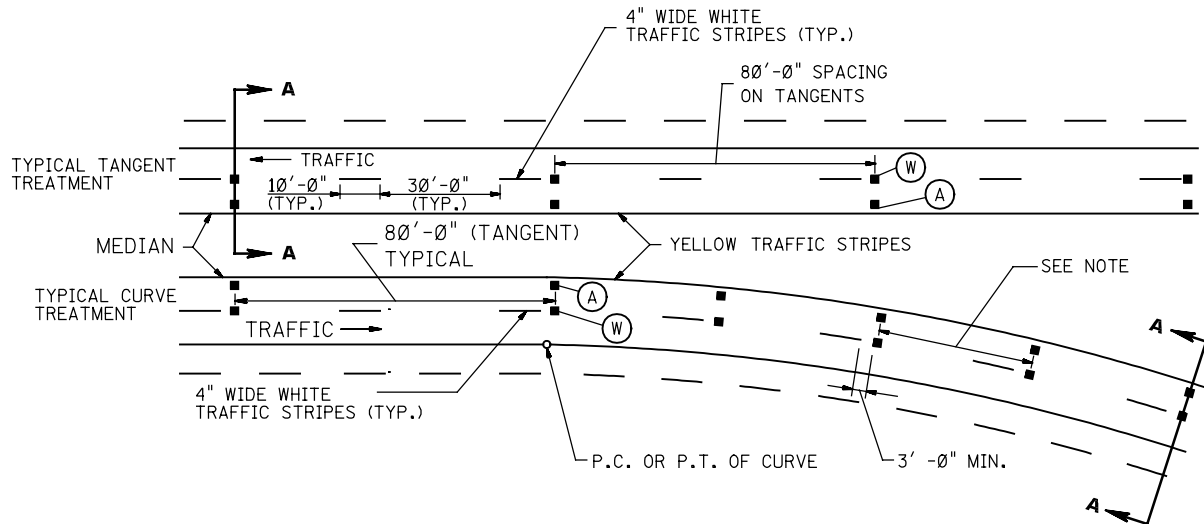 4" WIDE WHITE
TRAFFIC STRIPES (TYP.)
80'-0" SPACING
ON TANGENTS
A
TYPICAL TANGENT
TREATMENT
TRAFFIC
W
10'-0"
(TYP.)
30'-0"
(TYP.)
A
MEDIAN
A
80'-0" (TANGENT)
TYPICAL
YELLOW TRAFFIC STRIPES
SEE NOTE
TYPICAL CURVE
TREATMENT
A
TRAFFIC
W
A
4" WIDE WHITE
TRAFFIC STRIPES (TYP.)
P.C. OR P.T. OF CURVE
3' -0" MIN.
A